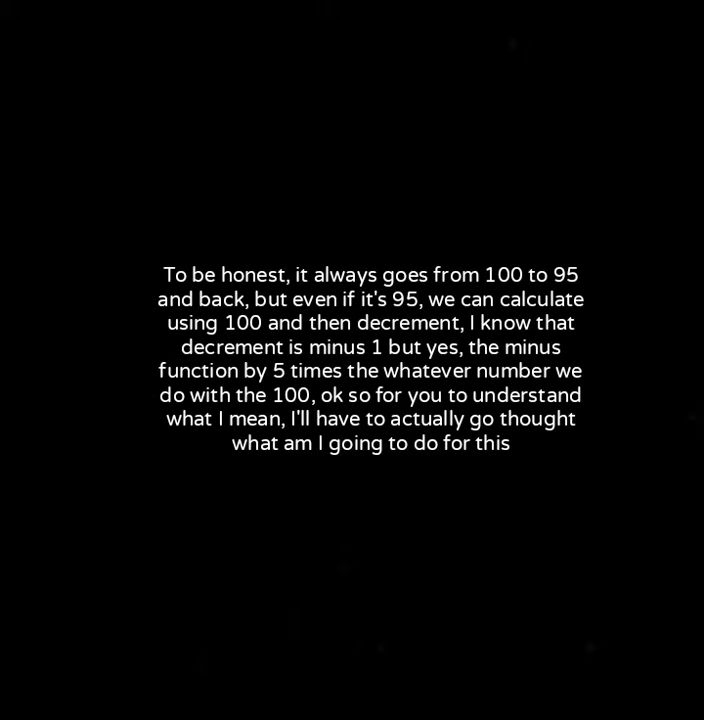 To be honest, it always goes from 100 to 95
and back, but even if it's 95, we can calculate
using 100 and then decrement, I know that
decrement is minus 1 but yes, the minus
function by 5 times the whatever number we
do with the 100, ok so for you to understand
what I mean, I'll have to actually go thought
what am I going to do for this